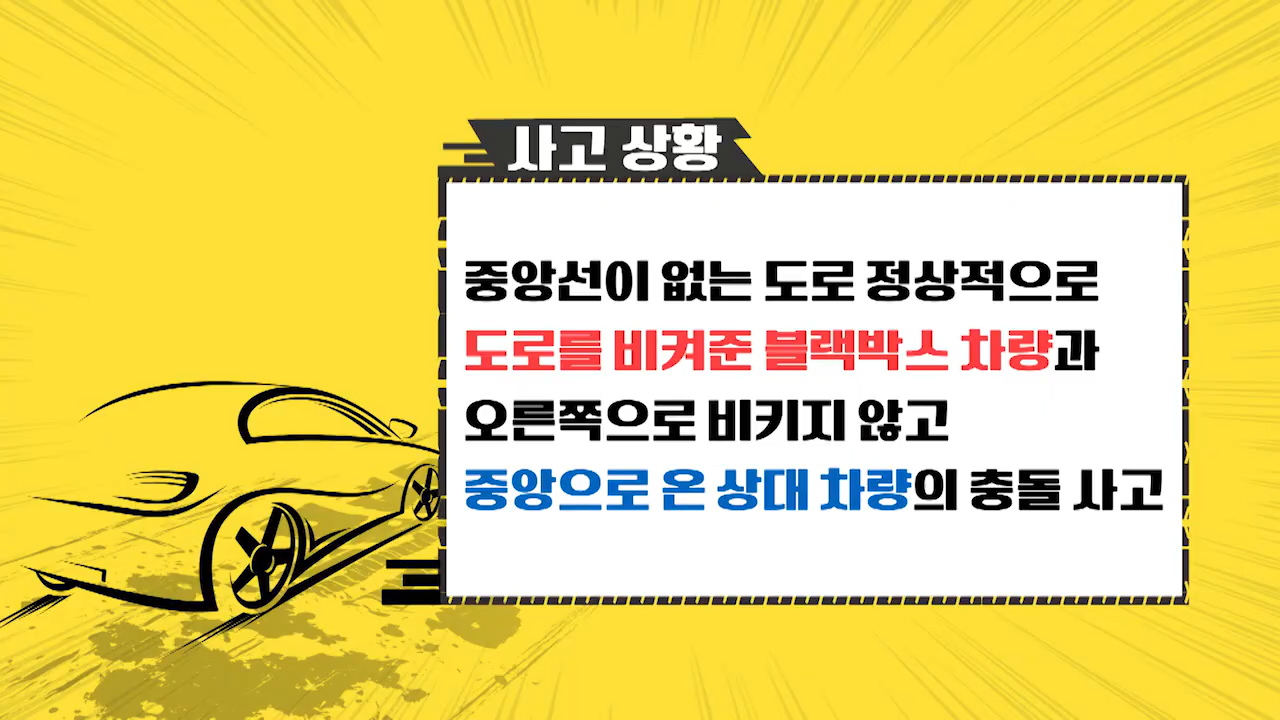 사고 상황
중앙선이 없는 도로 정상적으로
도로를 비켜준 블랙박스 차량과
오른쪽으로 비키지 않고
중앙으로 온 상대 차량의 충돌 사고